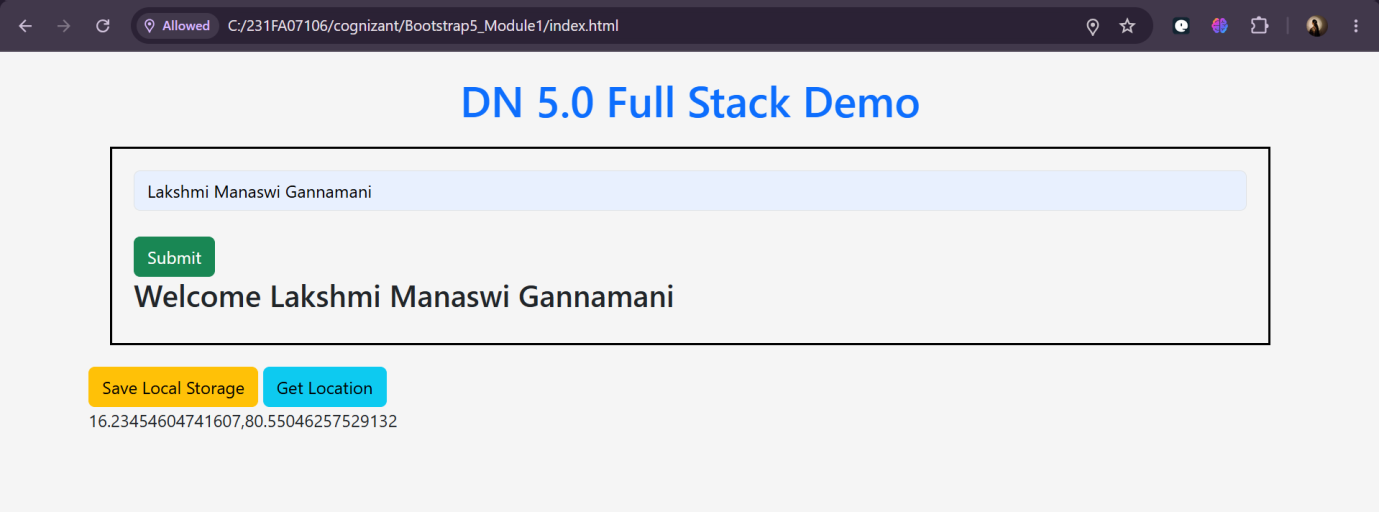 Allowed C:/231FA07106/cognizant/Bootstrap5_Module1/index.html
DN 5.0 Full Stack Demo
Lakshmi Manaswi Gannamani
Submit
Welcome Lakshmi Manaswi Gannamani
Save Local Storage Get Location
16.23454604741607,80.55046257529132